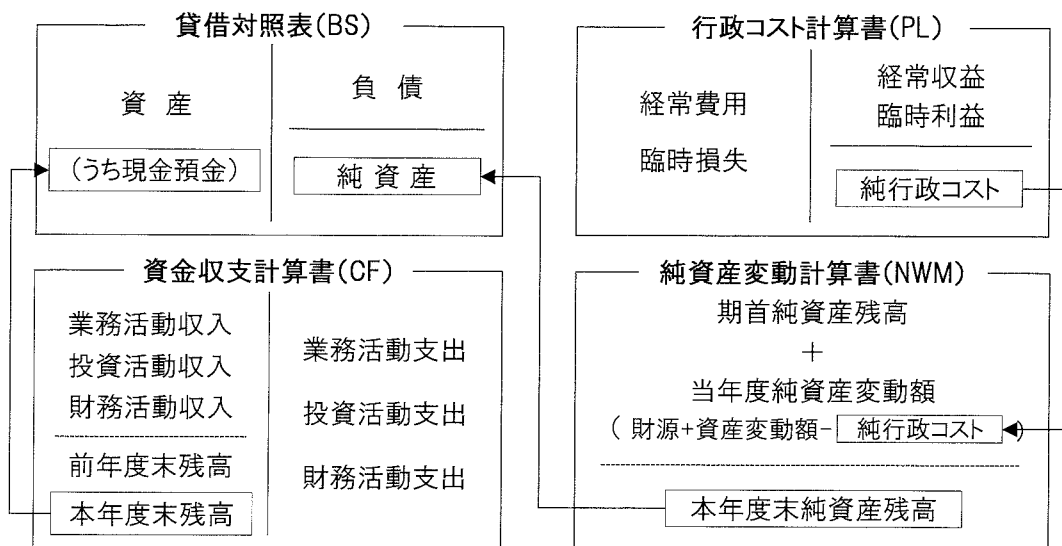 貸借対照表(BS)
資 産
(うち現金預金)
負 債
純 資 産
行政コスト計算書(PL)
経常費用
臨時損失
経常収益
臨時利益
純行政コスト
資金収支計算書(CF)
業務活動収入
投資活動収入
財務活動収入
前年度末残高
本年度末残高
業務活動支出
投資活動支出
財務活動支出
純資産変動計算書(NWM)
期首純資産残高
+
当年度純資産変動額
( 財源+資産変動額- 純行政コスト )
本年度末純資産残高